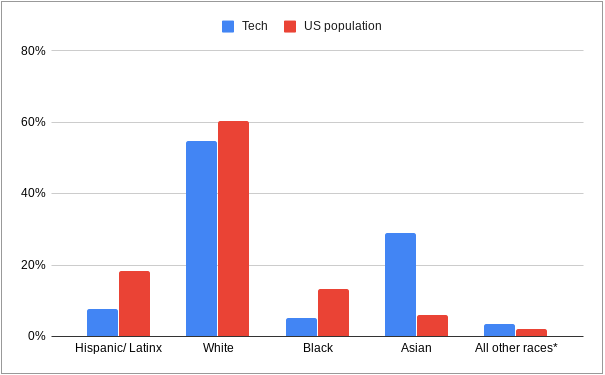 Tech US population
80%
60%
40%
20%
0%
Hispanic/ Latinx White Black Asian All other races*